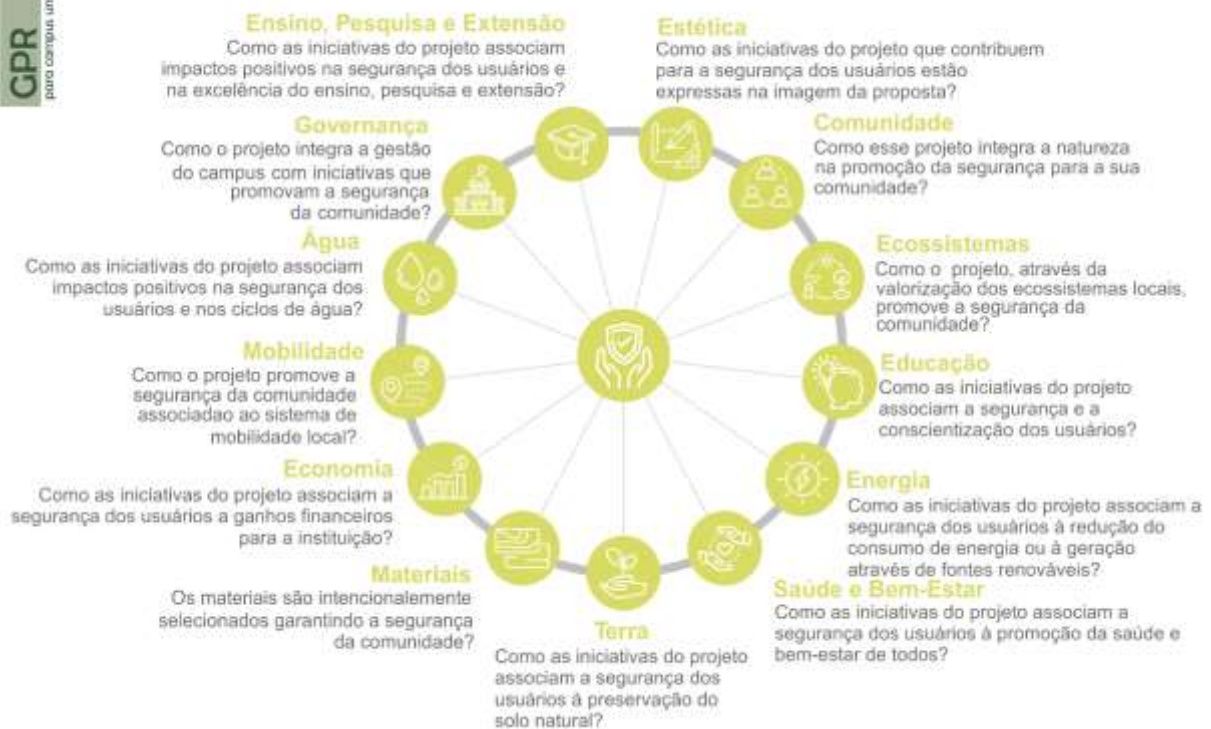 GPR
para campus un
Ensino, Pesquisa e Extensão
Como as iniciativas do projeto associam
impactos positivos na segurança dos usuários e
na excelência do ensino, pesquisa e extensão?
Estética
Como as iniciativas do projeto que contribuem
para a segurança dos usuários estão
expressas na imagem da proposta?
Governança
Como o projeto integra a gestão
do campus com iniciativas que
promovam a segurança
da comunidade?
Comunidade
Como esse projeto integra a natureza
na promoção da segurança para a sua
comunidade?
Água
Como as iniciativas do projeto associam
impactos positivos na segurança dos
usuários e nos ciclos de água?
Ecossistemas
Como o projeto, através da
valorização dos ecossistemas locais,
promove a segurança da
comunidade?
Mobilidade
Como o projeto promove a
segurança da comunidade
associadao ao sistema de
mobilidade local?
Educação
Como as iniciativas do projeto
associam a segurança e a
conscientização dos usuários?
Economia
Como as iniciativas do projeto associam a
segurança dos usuários a ganhos financeiros
para a instituição?
Energia
Como as iniciativas do projeto associam a
segurança dos usuários à redução do
consumo de energia ou à geração
através de fontes renováveis?
Materiais
Os materiais são intencionalmente
selecionados garantindo a segurança
da comunidade?
Terra
Como as iniciativas do projeto
associam a segurança dos
usuários à preservação do
solo natural?
Saúde e Bem-Estar
Como as iniciativas do projeto associam a
segurança dos usuários à promoção da saúde e
bem-estar de todos?